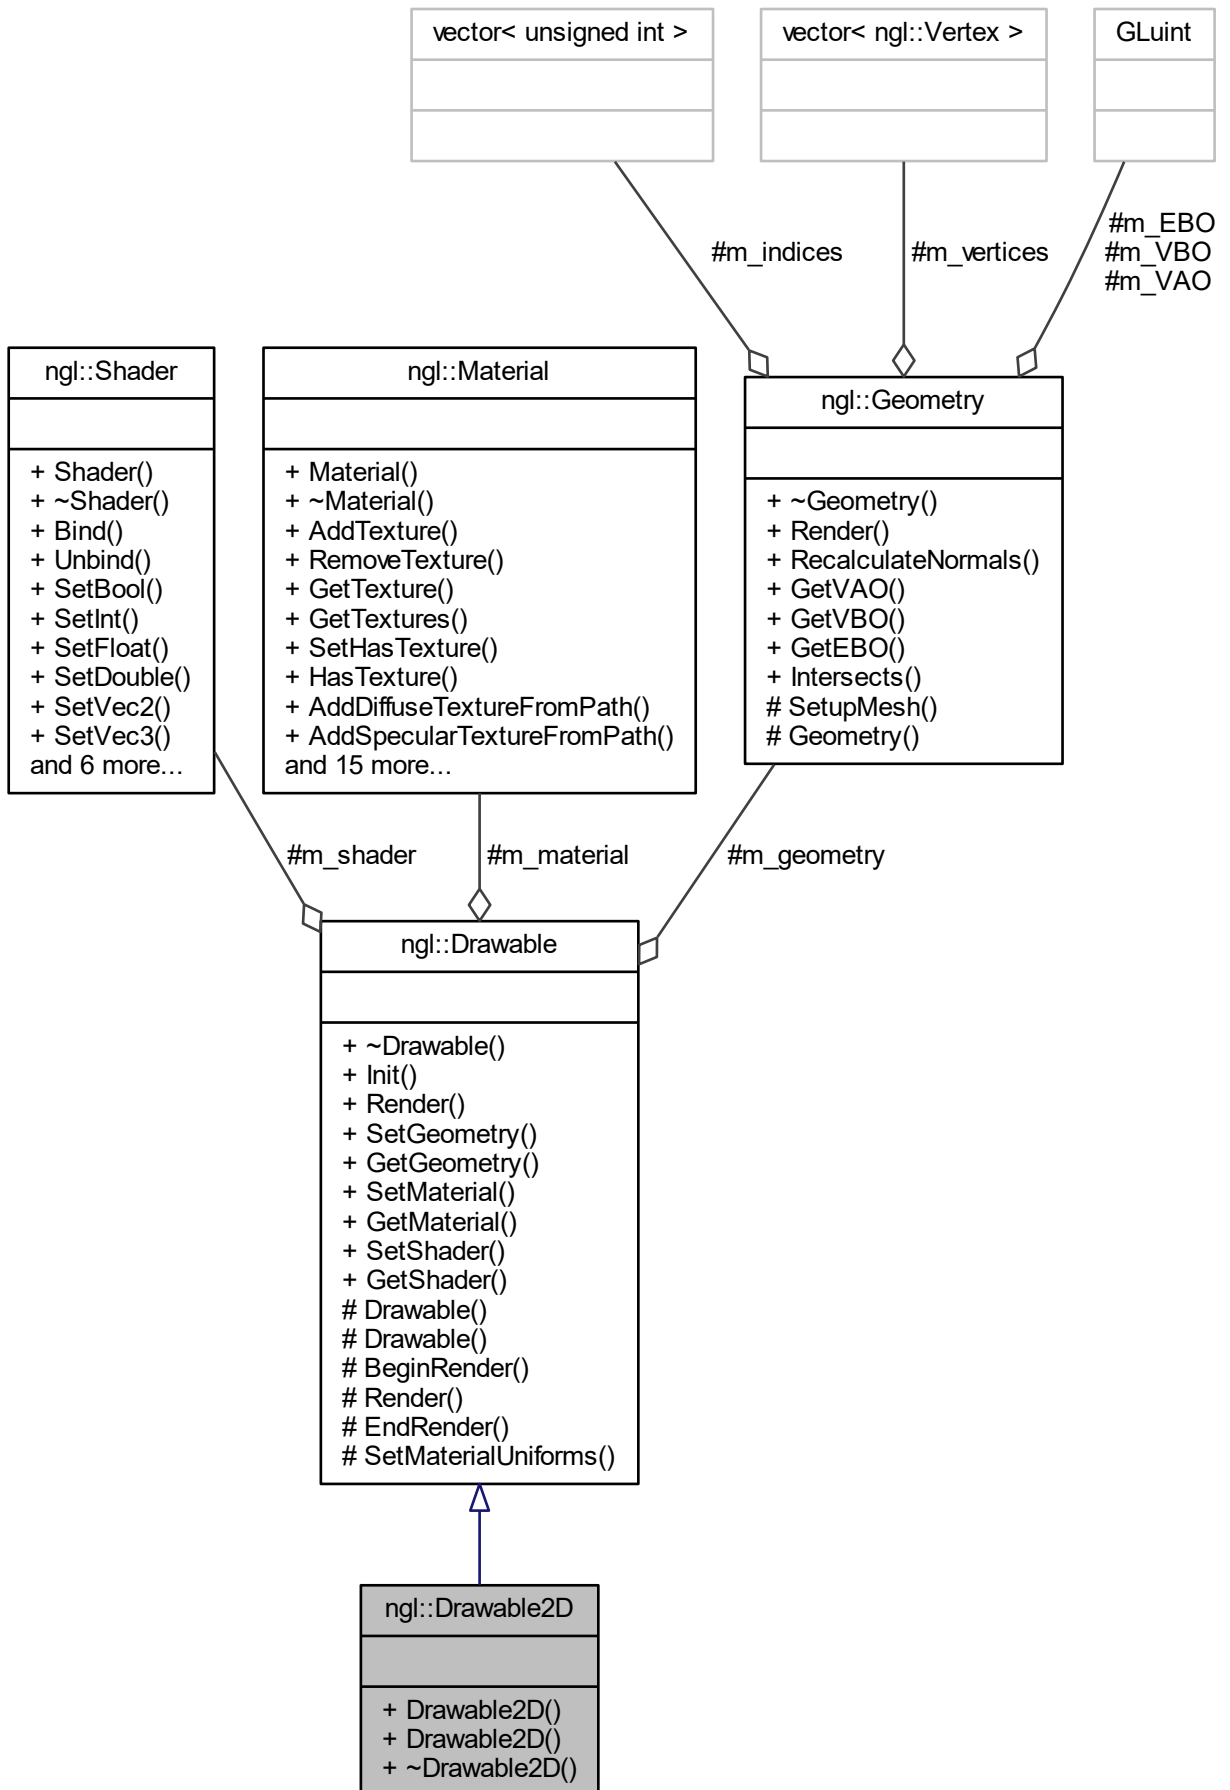 vector< unsigned int >
vector< ngl::Vertex >
GLuint
#m_indices
#m_vertices
#m_EBO
#m_VBO
#m_VAO
ngl::Shader
+ Shader()
+ ~Shader()
+ Bind()
+ Unbind()
+ SetBool()
+ SetInt()
+ SetFloat()
+ SetDouble()
+ SetVec2()
+ SetVec3()
and 6 more...
ngl::Material
+ Material()
+ ~Material()
+ AddTexture()
+ RemoveTexture()
+ GetTexture()
+ GetTextures()
+ SetHasTexture()
+ HasTexture()
+ AddDiffuseTextureFromPath()
+ AddSpecularTextureFromPath()
and 15 more...
ngl::Geometry
+ ~Geometry()
+ Render()
+ RecalculateNormals()
+ GetVAO()
+ GetVBO()
+ GetEBO()
+ Intersects()
# SetupMesh()
# Geometry()
#m_shader
#m_material
#m_geometry
ngl::Drawable
+ ~Drawable()
+ Init()
+ Render()
+ SetGeometry()
+ GetGeometry()
+ SetMaterial()
+ GetMaterial()
+ SetShader()
+ GetShader()
# Drawable()
# Drawable()
# BeginRender()
# Render()
# EndRender()
# SetMaterialUniforms()
ngl::Drawable2D
+ Drawable2D()
+ Drawable2D()
+ ~Drawable2D()